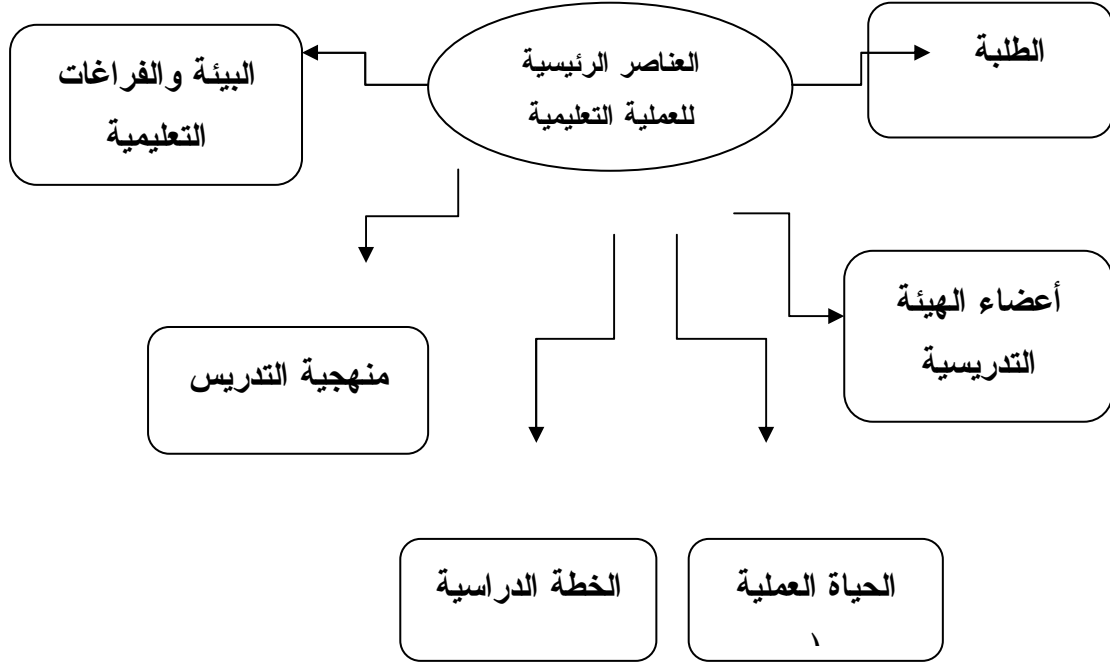 العناصر الرئيسية
للعملية التعليمية
الطلبة
البيئة والفراغات
التعليمية
أعضاء الهيئة
التدريسية
منهجية التدريس
الحياة العملية
١
الخطة الدراسية